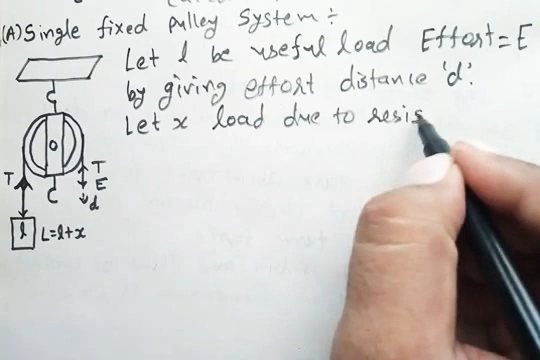 (A) Single fixed pulley System ÷
Let l be useful load Effort = E
by giving effort distance 'd'.
Let x load due to resis
T
T
E
d
l
L=l+x